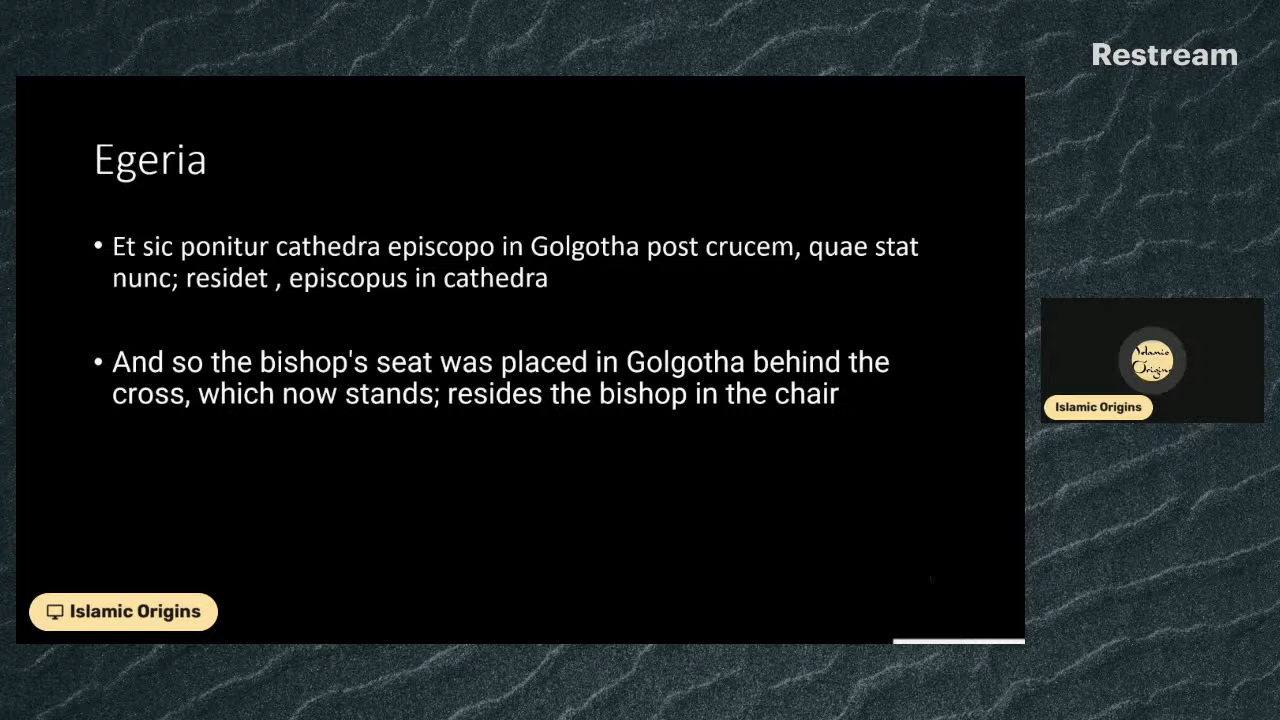 Restream
Egeria
• Et sic ponitur cathedra episcopo in Golgotha post crucem, quae stat
nunc; residet , episcopus in cathedra
• And so the bishop's seat was placed in Golgotha behind the
cross, which now stands; resides the bishop in the chair
Islamic
Origins
Islamic Origins
Islamic Origins